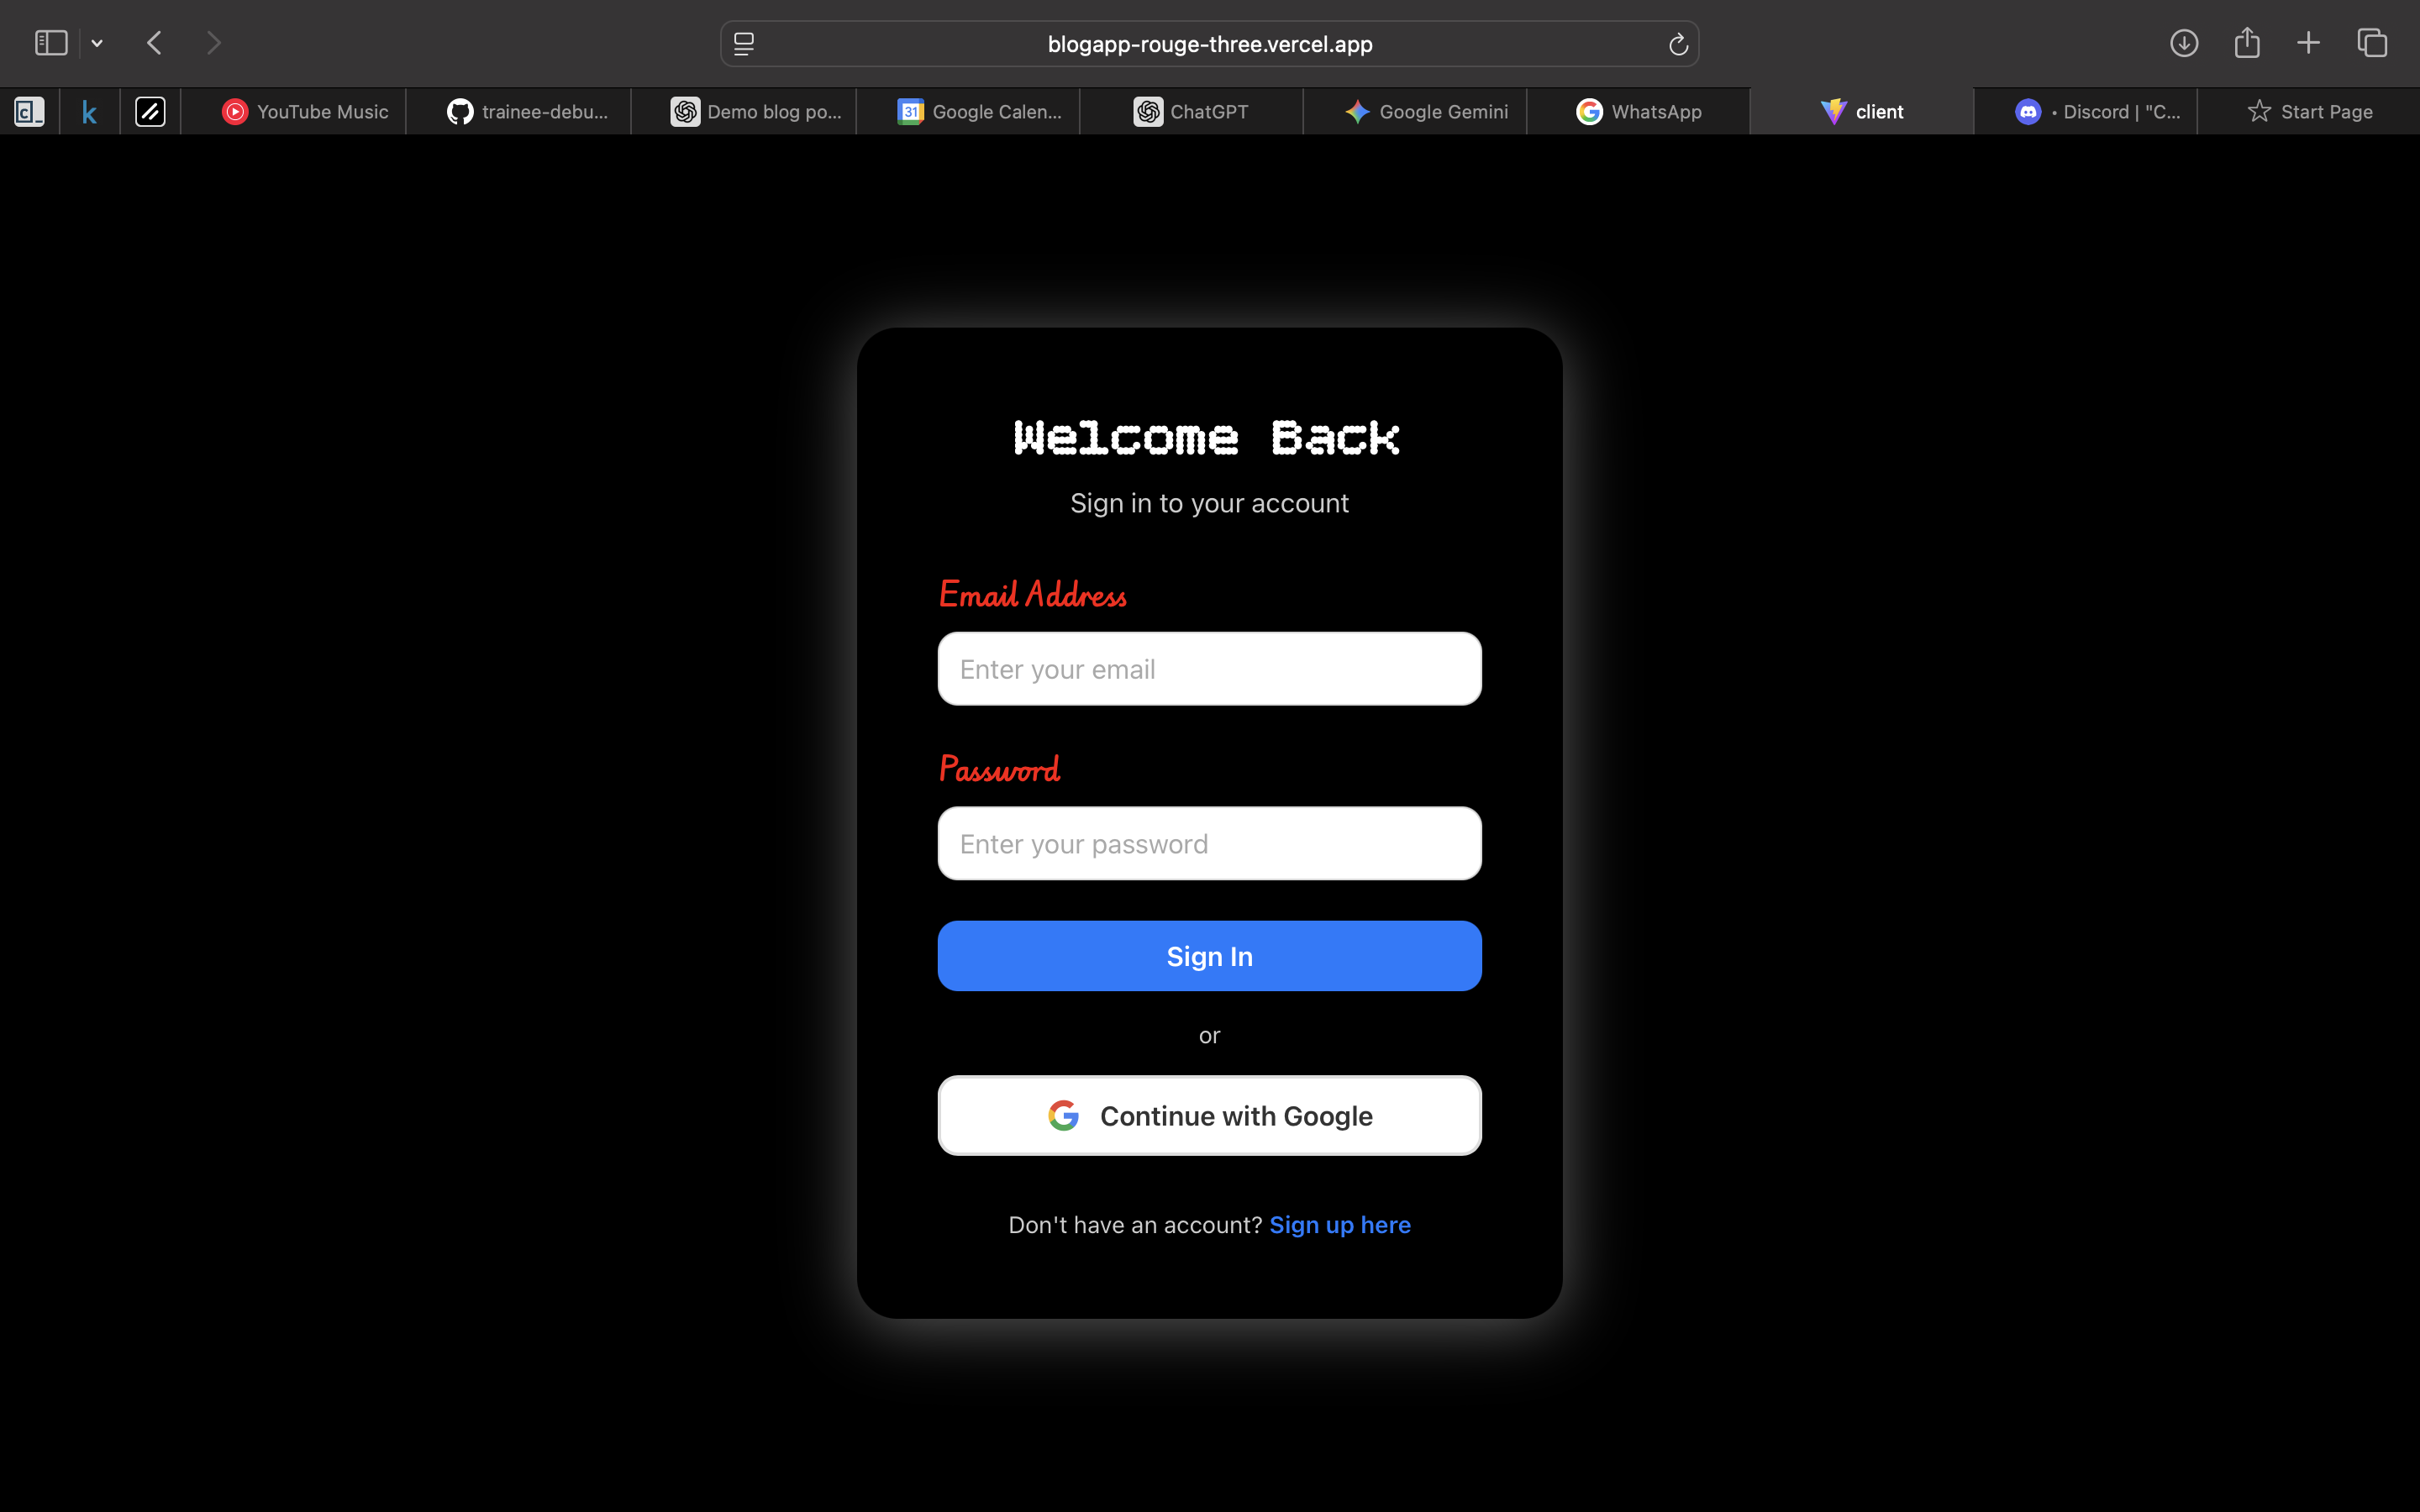 blogapp-rouge-three.vercel.app
YouTube Music
trainee-debu...
Demo blog po...
31
Google Calen...
ChatGPT
Google Gemini
WhatsApp
client
• Discord | "C...
Start Page
Welcome Back
Sign in to your account
Email Address
Enter your email
Password
Enter your password
Sign In
or
Continue with Google
Don't have an account? Sign up here